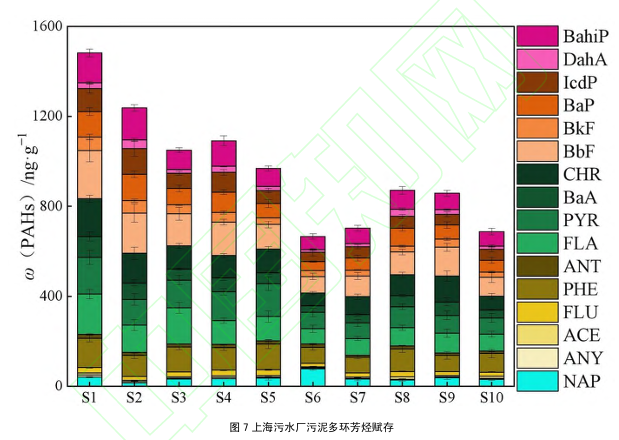 1600
1200
800
400
0
ω（PAHs）/ng·g⁻¹
S1 S2 S3 S4 S5 S6 S7 S8 S9 S10
BahiP
DahA
IcdP
BaP
BkF
BbF
CHR
BaA
PYR
FLA
ANT
PHE
FLU
ACE
ANY
NAP
图 7 上海污水厂污泥多环芳烃赋存